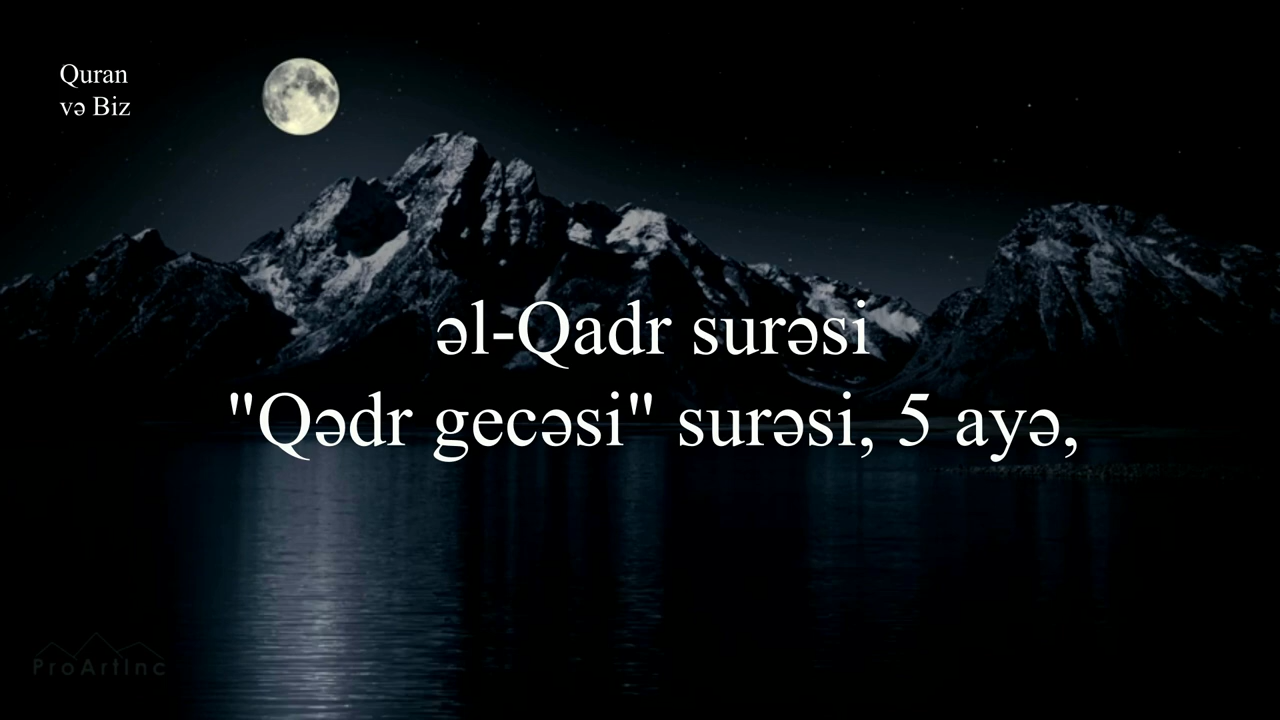 Quran
və Biz
əl-Qadr surəsi
"Qədr gecəsi" surəsi, 5 ayə,
ProArtInc